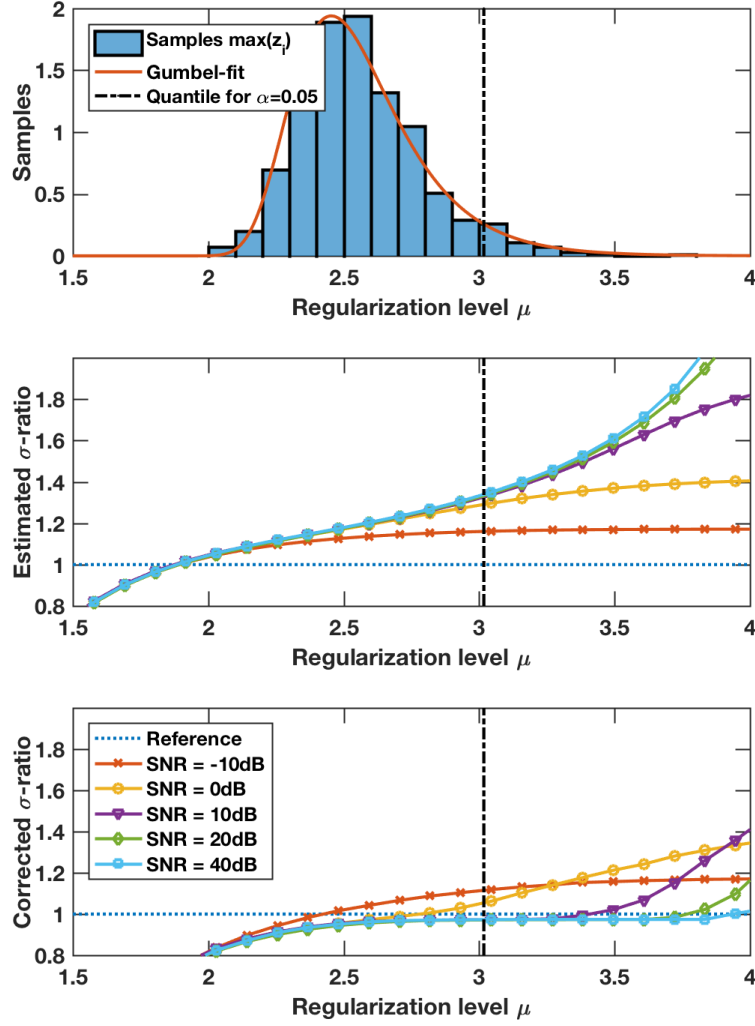 2
1.5
1
0.5
0
Samples
Samples max(z_i)
Gumbel-fit
Quantile for α=0.05
1.5 2 2.5 3 3.5 4
Regularization level μ
1.8
1.6
1.4
1.2
1
0.8
Estimated σ-ratio
1.5 2 2.5 3 3.5 4
Regularization level μ
1.8
1.6
1.4
1.2
1
0.8
Corrected σ-ratio
Reference
SNR = -10dB
SNR = 0dB
SNR = 10dB
SNR = 20dB
SNR = 40dB
1.5 2 2.5 3 3.5 4
Regularization level μ